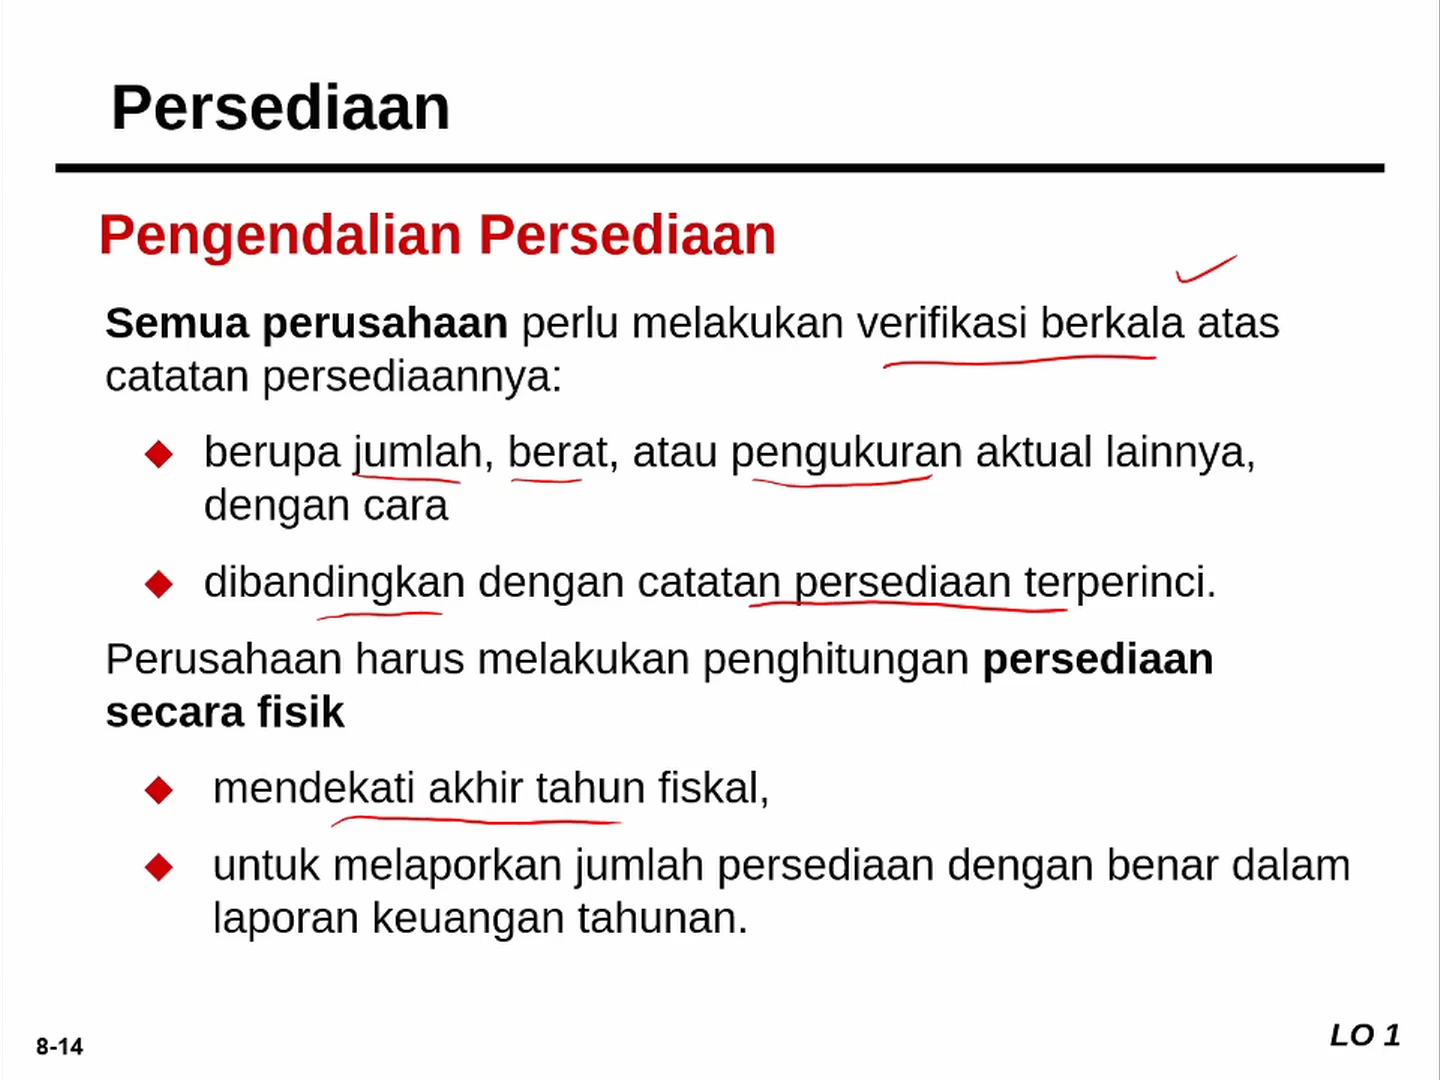 Persediaan
Pengendalian Persediaan
Semua perusahaan perlu melakukan verifikasi berkala atas
catatan persediaannya:
berupa jumlah, berat, atau pengukuran aktual lainnya,
dengan cara
dibandingkan dengan catatan persediaan terperinci.
Perusahaan harus melakukan penghitungan persediaan
secara fisik
mendekati akhir tahun fiskal,
untuk melaporkan jumlah persediaan dengan benar dalam
laporan keuangan tahunan.
8-14
LO 1